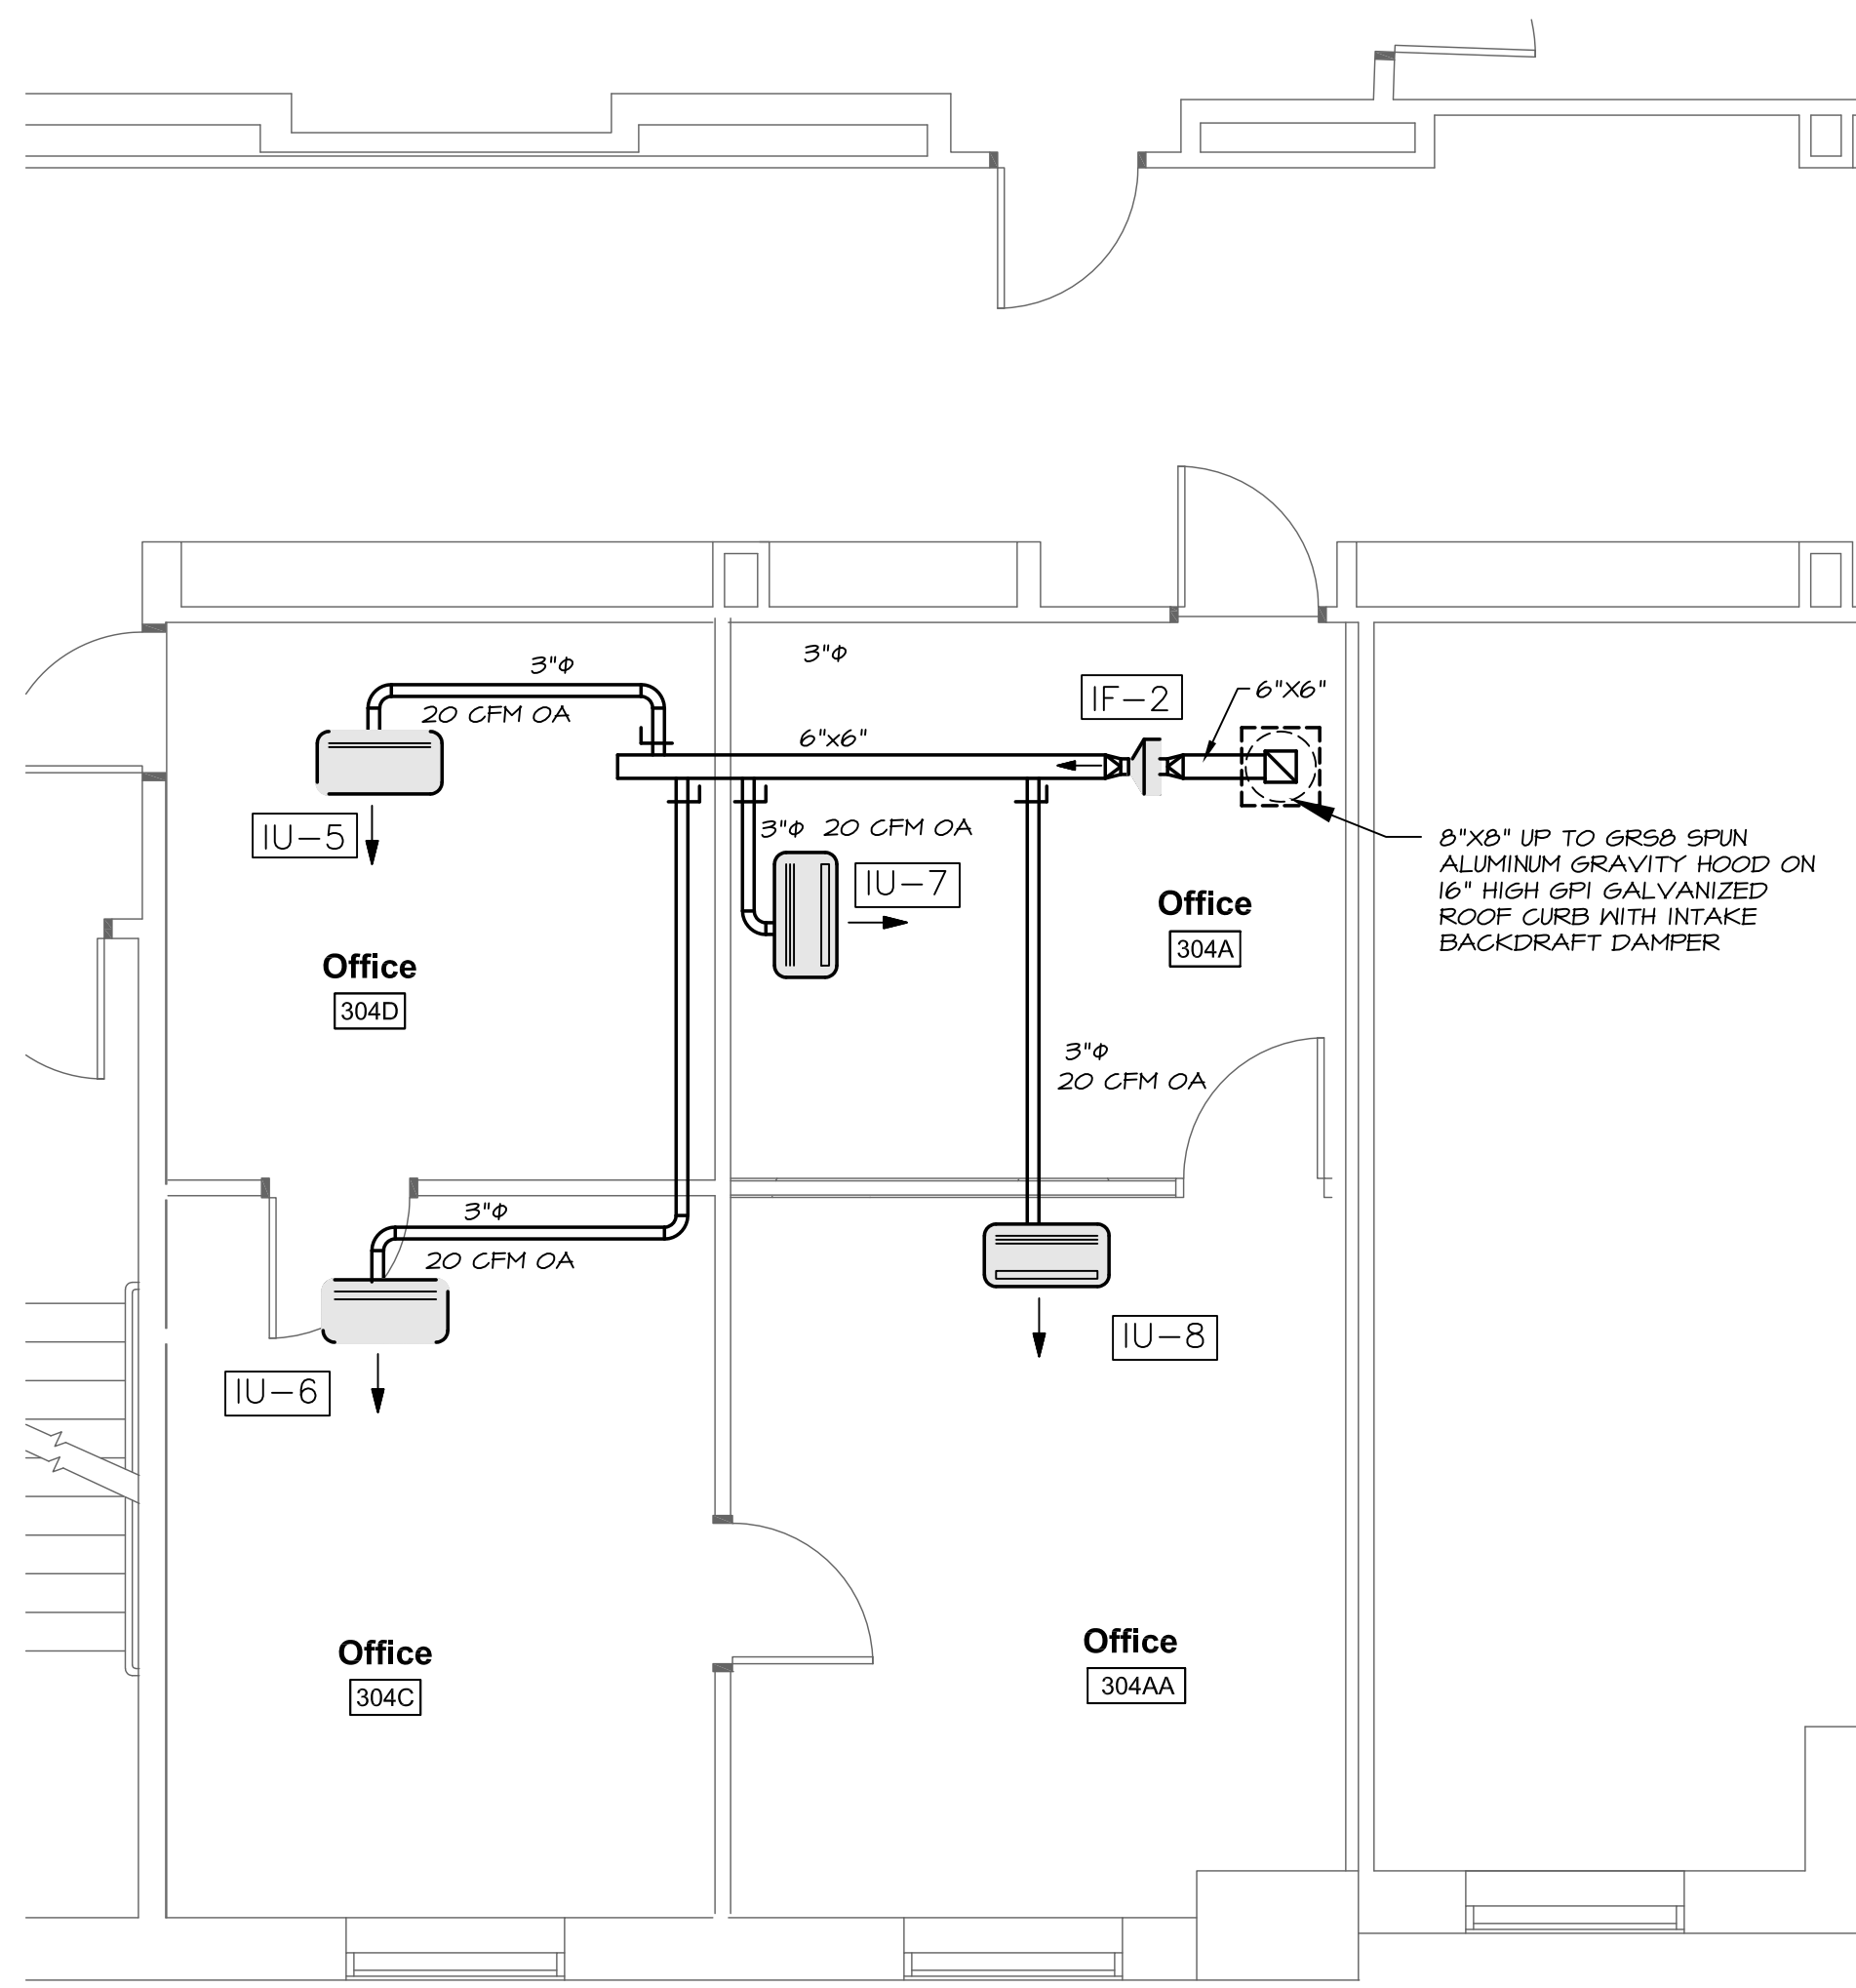 3"Φ
3"Φ
IF-2
6"X6"
20 CFM OA
6"x6"
IU-5
3"Φ 20 CFM OA
IU-7
8"X8" UP TO GRS8 SPUN
ALUMINUM GRAVITY HOOD ON
16" HIGH GPI GALVANIZED
ROOF CURB WITH INTAKE
BACKDRAFT DAMPER
Office
304A
Office
304D
3"Φ
20 CFM OA
3"Φ
20 CFM OA
IU-8
IU-6
Office
304C
Office
304AA